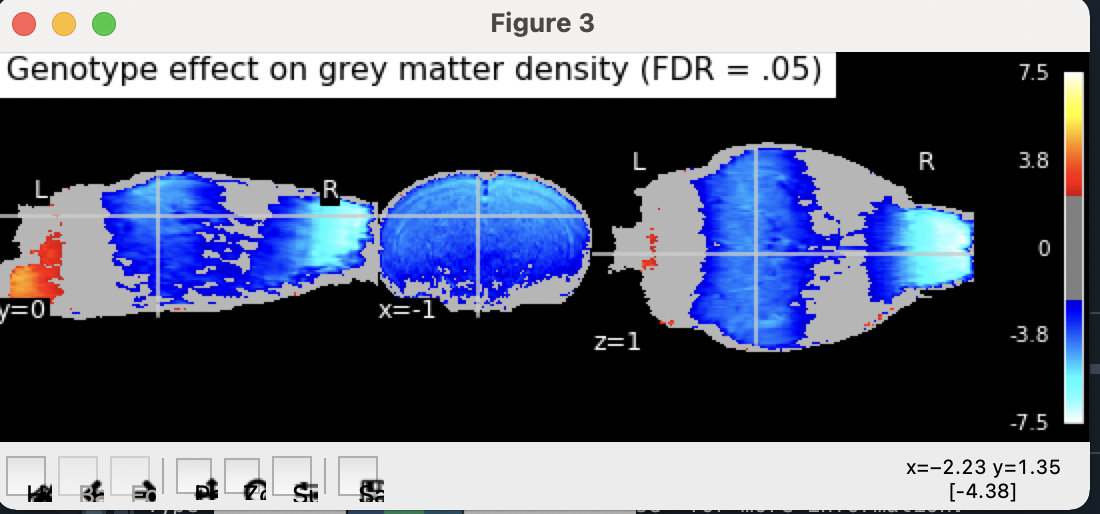 Figure 3
Genotype effect on grey matter density (FDR = .05)
7.5
L
R
L
R
3.8
0
y=0
x=-1
z=1
-3.8
-7.5
x=−2.23 y=1.35
[-4.38]